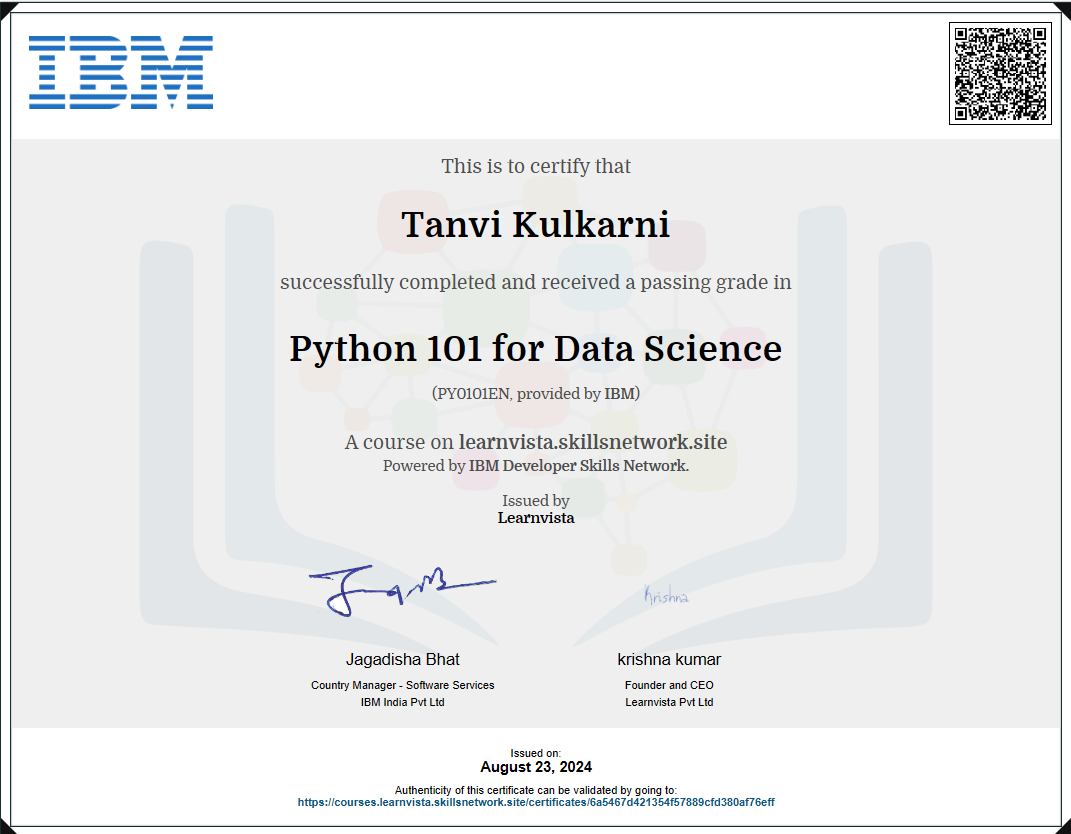 IBM
This is to certify that
Tanvi Kulkarni
successfully completed and received a passing grade in
Python 101 for Data Science
(PY0101EN, provided by IBM)
A course on learnvista.skillsnetwork.site
Powered by IBM Developer Skills Network.
Issued by
Learnvista
Krishna
Jagadisha Bhat
Country Manager - Software Services
IBM India Pvt Ltd
krishna kumar
Founder and CEO
Learnvista Pvt Ltd
Issued on:
August 23, 2024
Authenticity of this certificate can be validated by going to:
https://courses.learnvista.skillsnetwork.site/certificates/6a5467d421354f57889cfd380af76eff